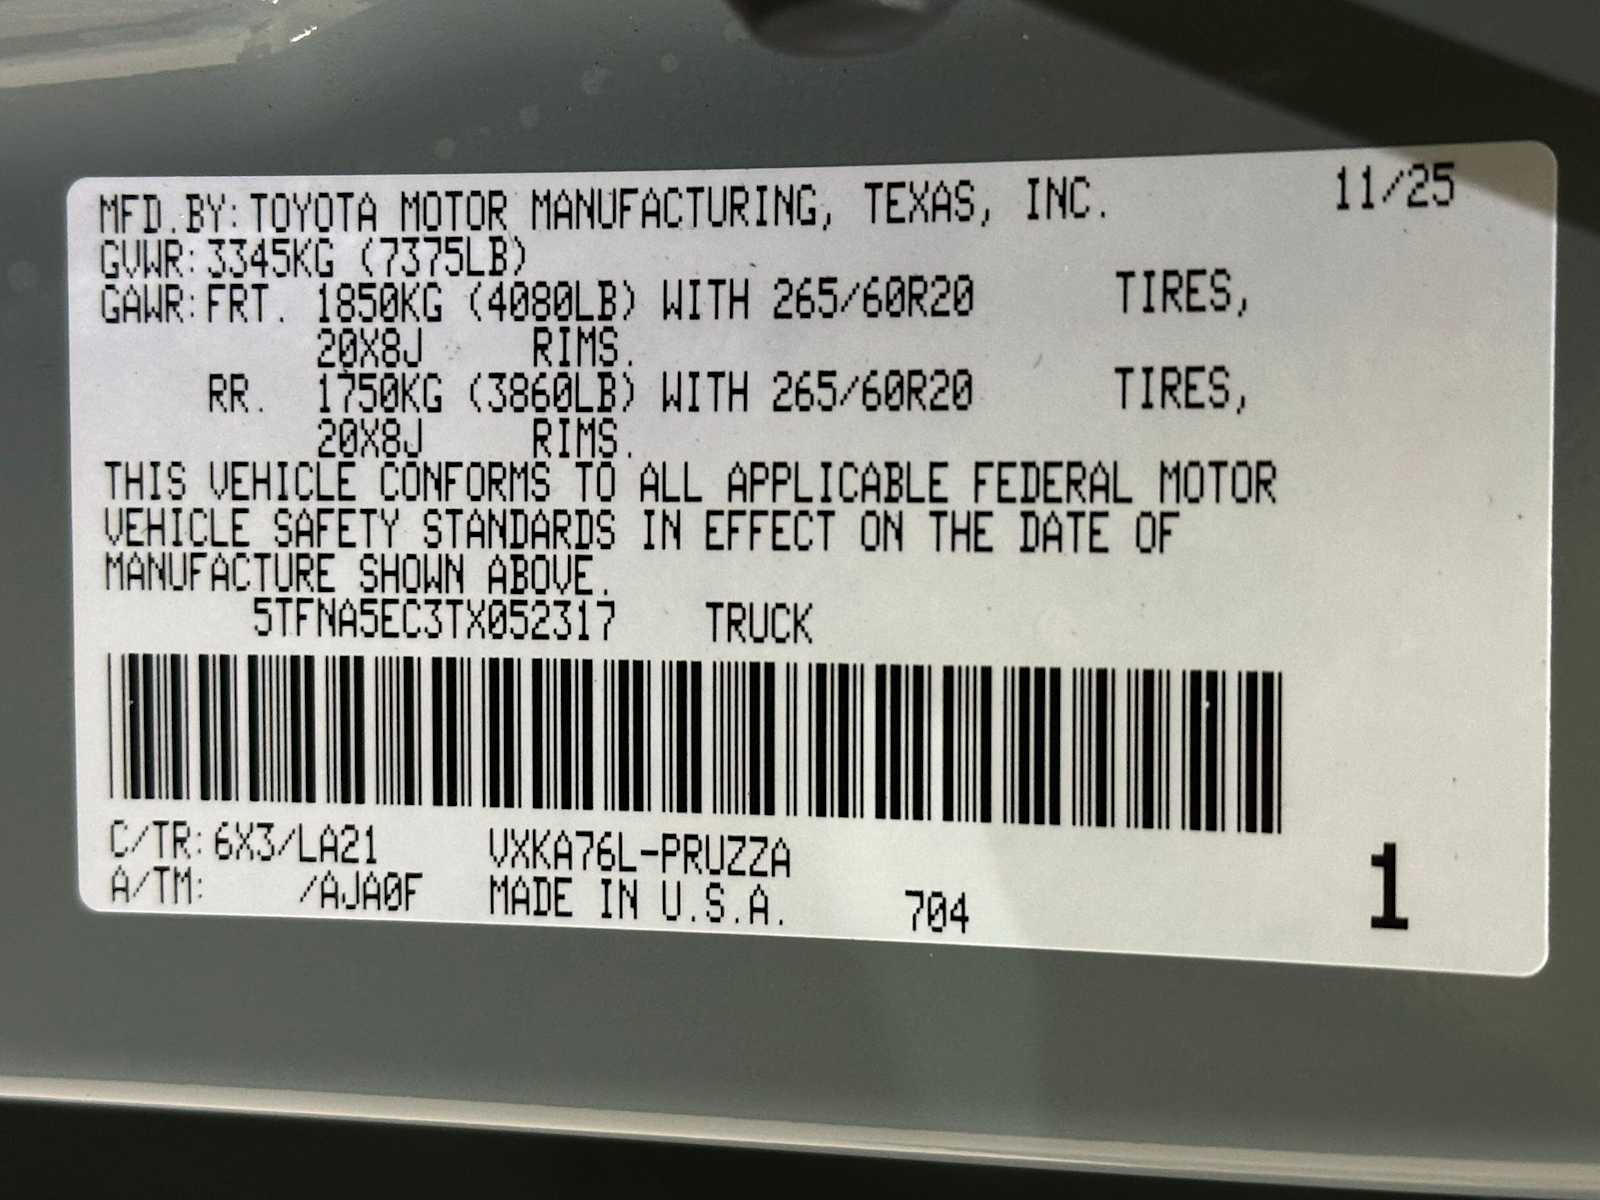 MFD.BY:TOYOTA MOTOR MANUFACTURING, TEXAS, INC. 11/25
GVWR:3345KG (7375LB)
GAWR:FRT. 1850KG (4080LB) WITH 265/60R20 TIRES,
20X8J RIMS.
RR. 1750KG (3860LB) WITH 265/60R20 TIRES,
20X8J RIMS.
THIS VEHICLE CONFORMS TO ALL APPLICABLE FEDERAL MOTOR
VEHICLE SAFETY STANDARDS IN EFFECT ON THE DATE OF
MANUFACTURE SHOWN ABOVE.
5TFNA5EC3TX052317 TRUCK
C/TR:6X3/LA21 VXKA76L-PRUZZA
A/TM: /AJA0F MADE IN U.S.A. 704 1